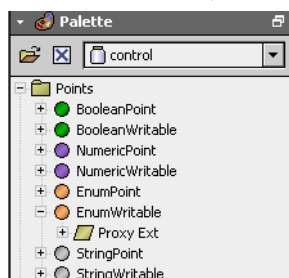 Palette
control
Points
BooleanPoint
BooleanWritable
NumericPoint
NumericWritable
EnumPoint
EnumWritable
Proxy Ext
StringPoint
StringWritable